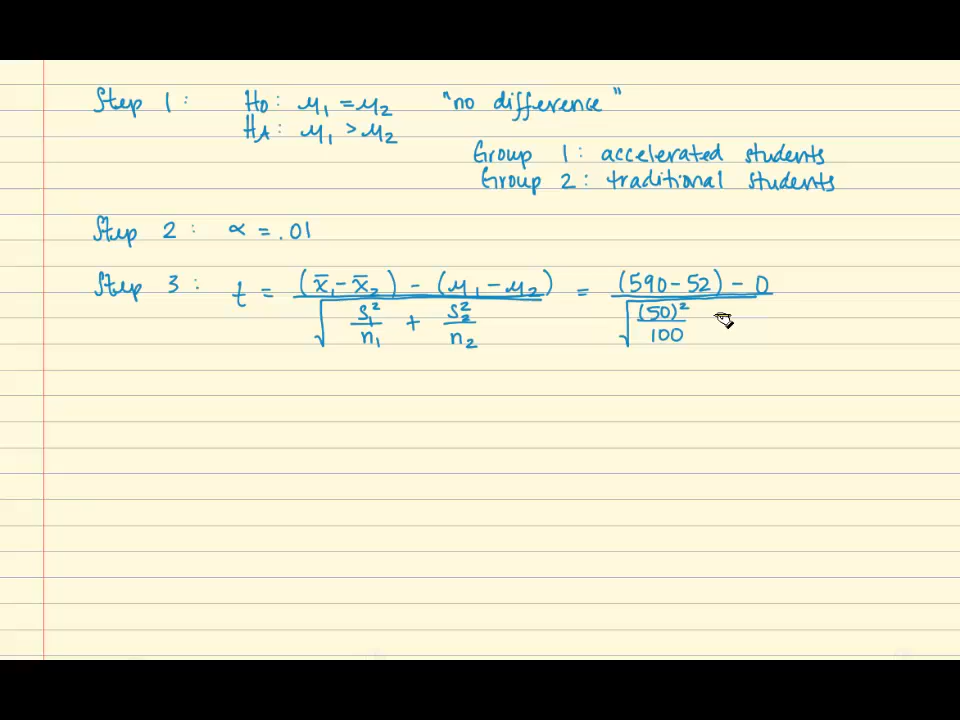 Step 1: H0: μ₁ = μ₂ "no difference"
HA: μ₁ > μ₂
Group 1: accelerated students
Group 2: traditional students
Step 2: α = .01
Step 3: t = (x̄₁ - x̄₂) - (μ₁ - μ₂) = (590 - 52) - 0
√ s₁²/n₁ + s₂²/n₂ √ (50)²/100